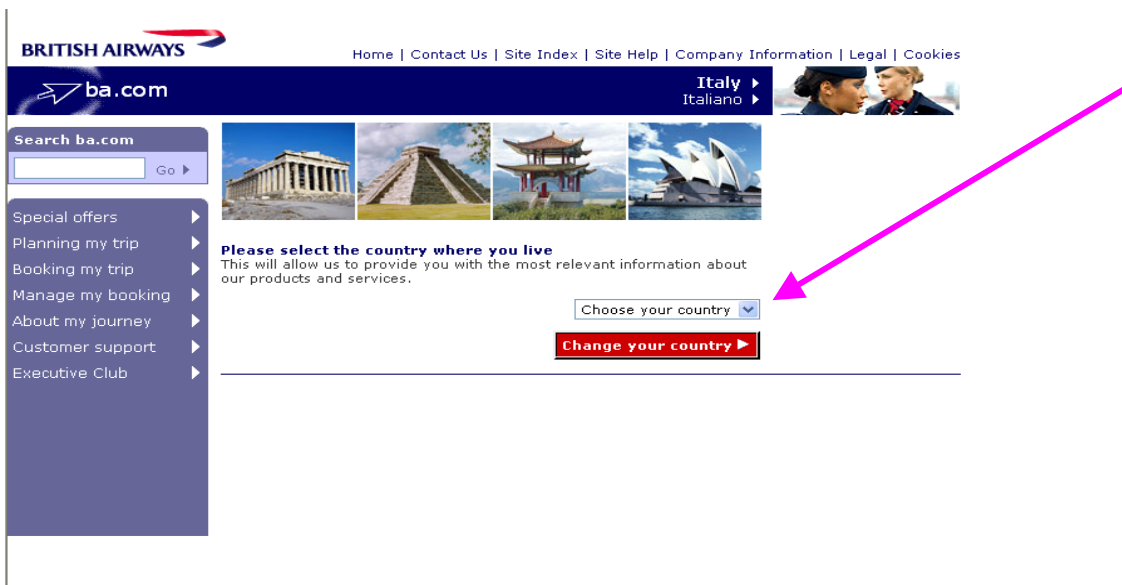 BRITISH AIRWAYS
Home | Contact Us | Site Index | Site Help | Company Information | Legal | Cookies
ba.com
Italy
Italiano
Search ba.com
Go
Special offers
Planning my trip
Booking my trip
Manage my booking
About my journey
Customer support
Executive Club
Please select the country where you live
This will allow us to provide you with the most relevant information about
our products and services.
Choose your country
Change your country